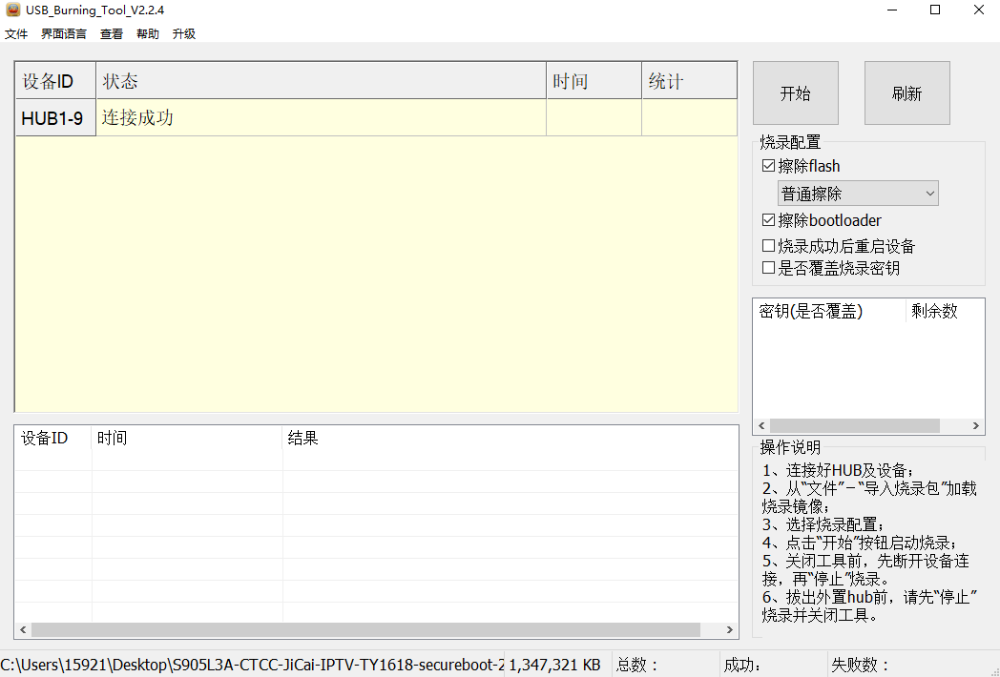 USB_Burning_Tool_V2.2.4
文件 界面语言 查看 帮助 升级
设备ID 状态 时间 统计
HUB1-9 连接成功
开始 刷新
烧录配置
擦除flash
普通擦除
擦除bootloader
烧录成功后重启设备
是否覆盖烧录密钥
密钥(是否覆盖) 剩余数
设备ID 时间 结果
操作说明
1、连接好HUB及设备；
2、从“文件”－“导入烧录包”加载
烧录镜像；
3、选择烧录配置；
4、点击“开始”按钮启动烧录；
5、关闭工具前，先断开设备连
接，再“停止”烧录。
6、拔出外置hub前，请先“停止”
烧录并关闭工具。
C:\Users\15921\Desktop\S905L3A-CTCC-JiCai-IPTV-TY1618-secureboot-2 1,347,321 KB 总数： 成功： 失败数：